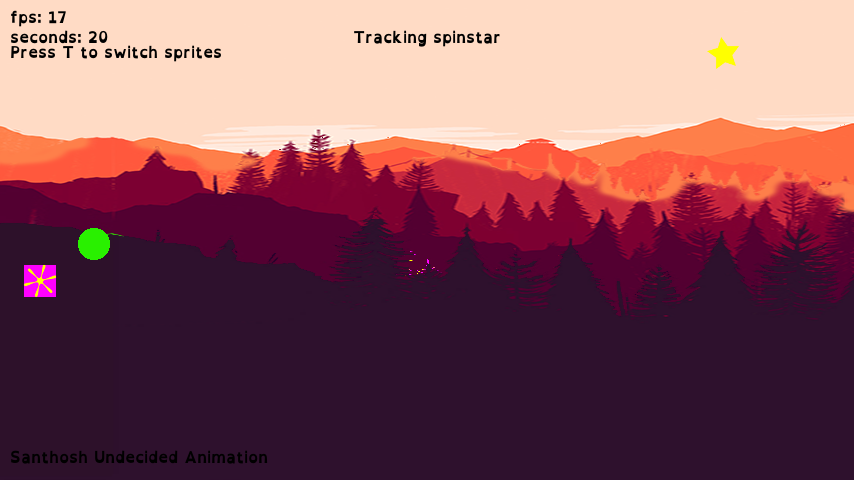 fps: 17
seconds: 20
Press T to switch sprites
Tracking spinstar
Santhosh Undecided Animation